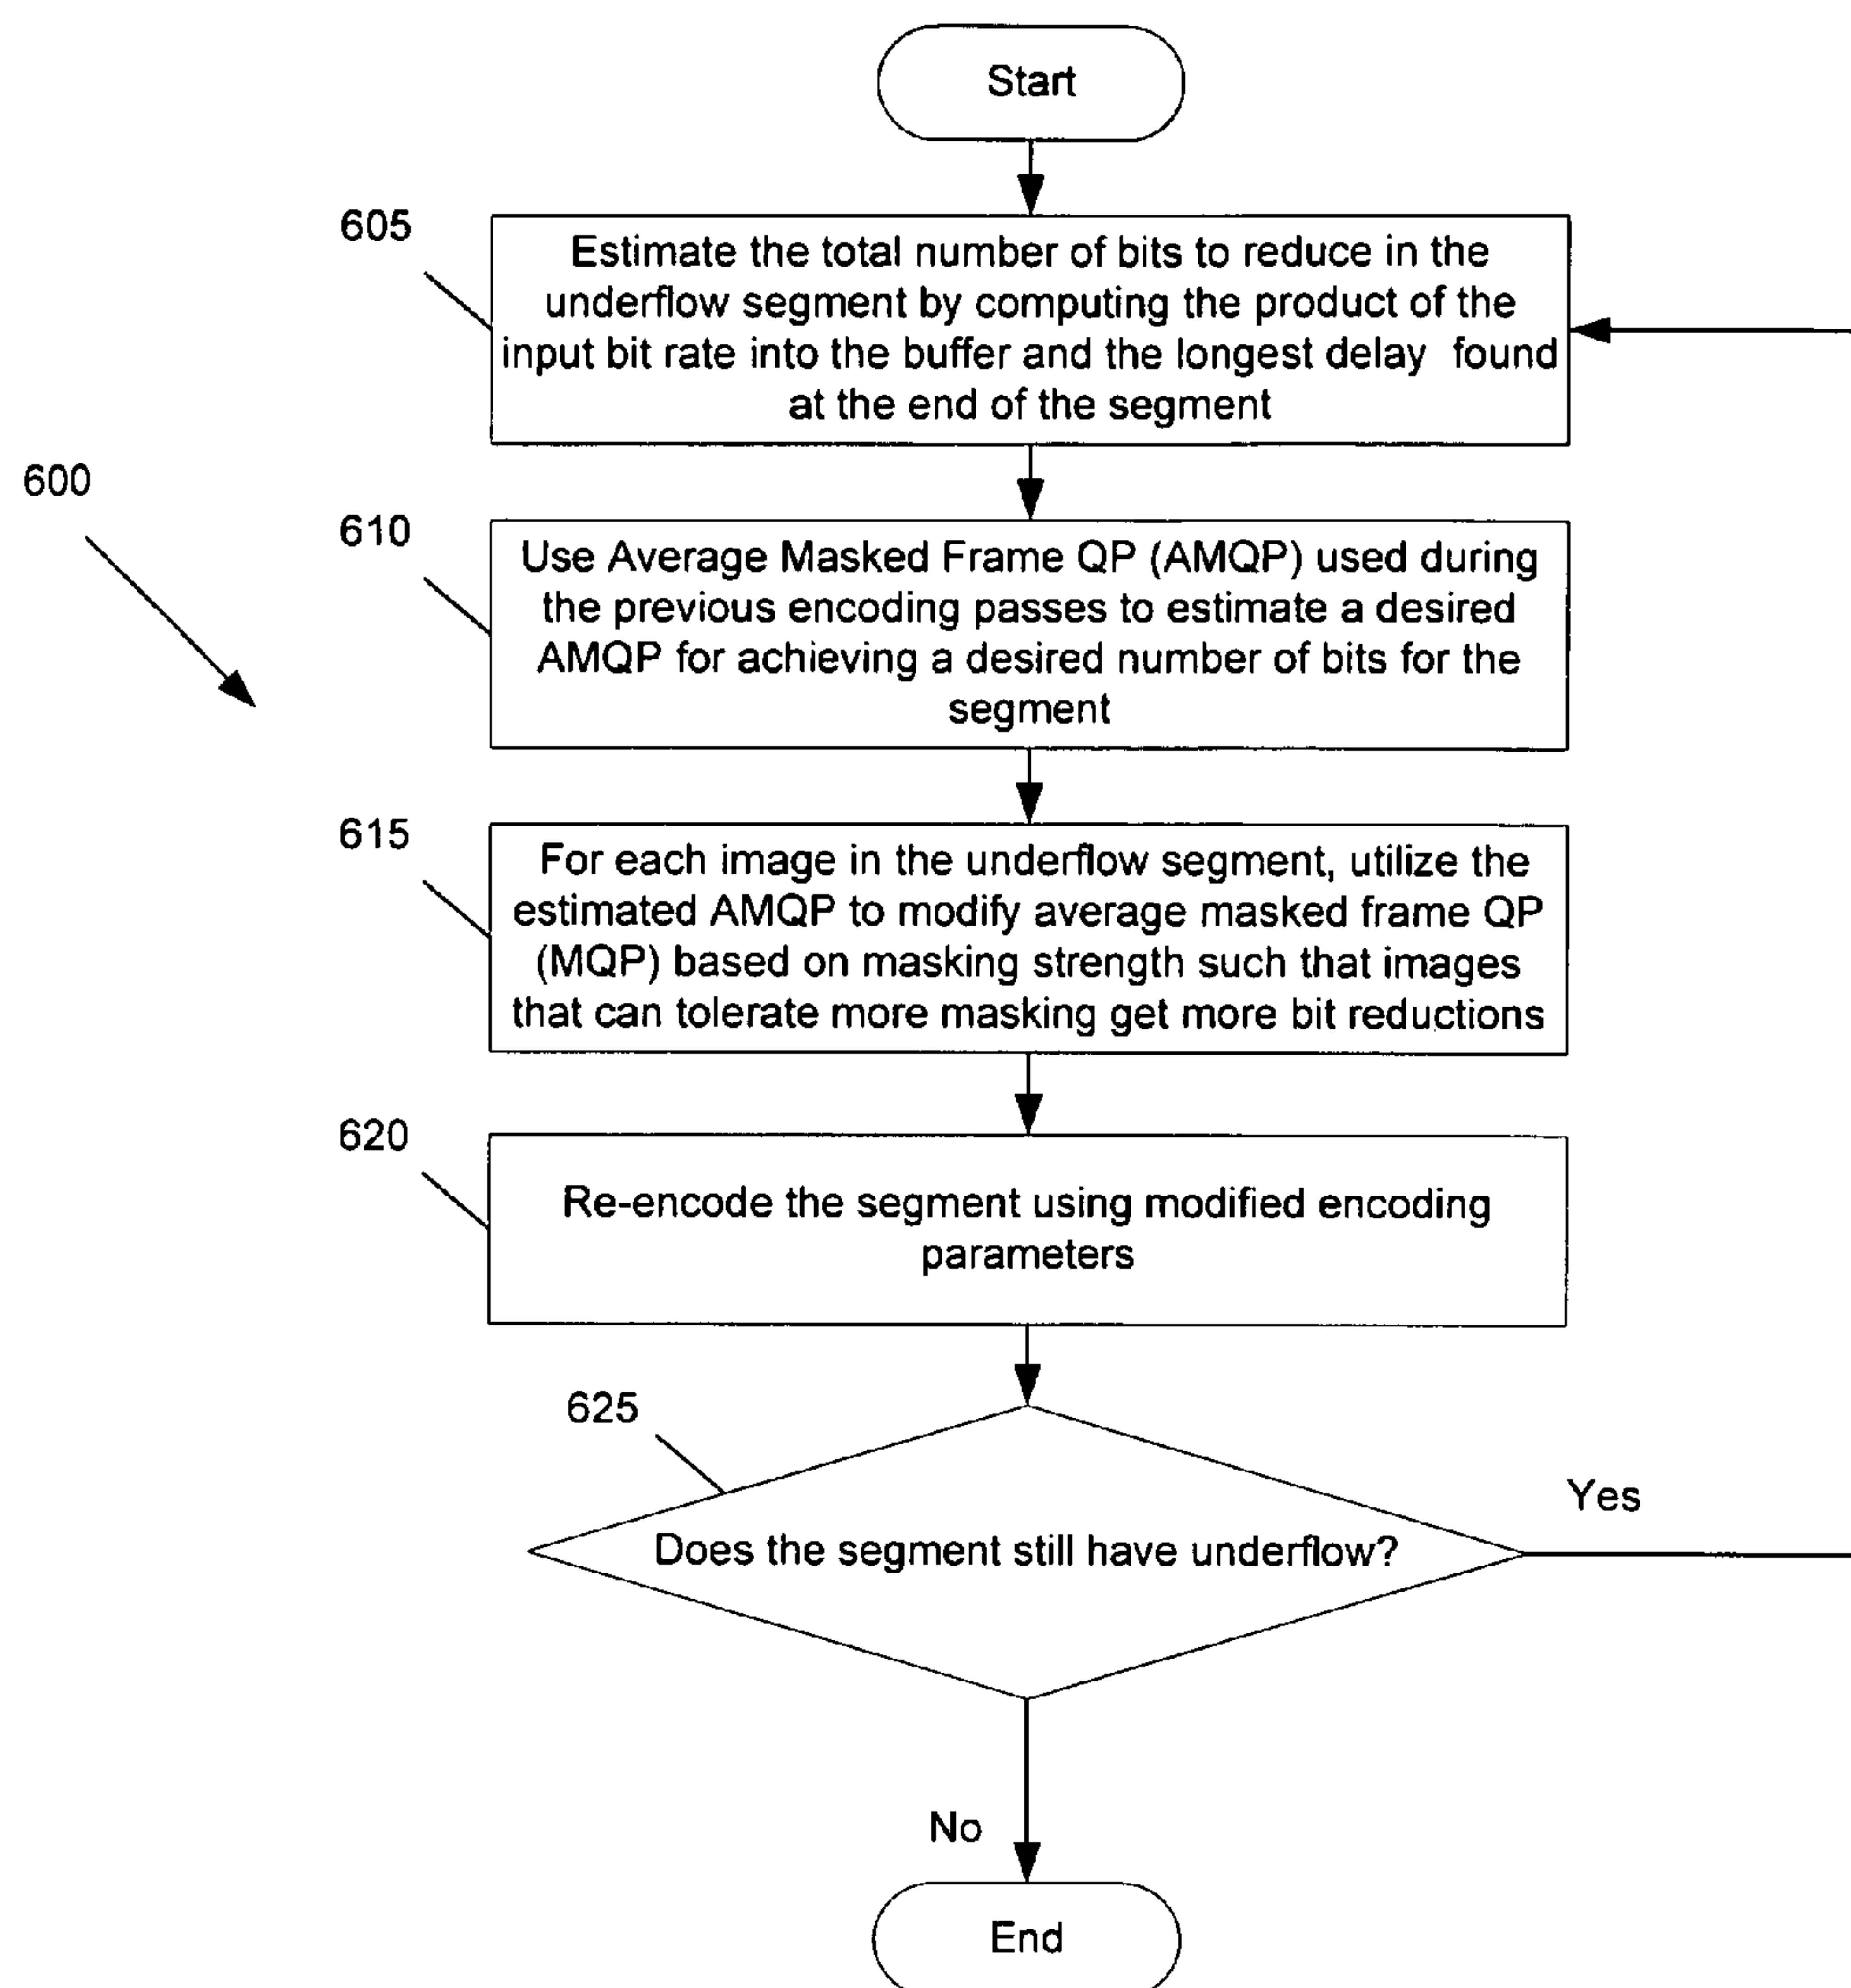 Start
605
Estimate the total number of bits to reduce in the
underflow segment by computing the product of the
input bit rate into the buffer and the longest delay found
at the end of the segment
600
610
Use Average Masked Frame QP (AMQP) used during
the previous encoding passes to estimate a desired
AMQP for achieving a desired number of bits for the
segment
615
For each image in the underflow segment, utilize the
estimated AMQP to modify average masked frame QP
(MQP) based on masking strength such that images
that can tolerate more masking get more bit reductions
620
Re-encode the segment using modified encoding
parameters
625
Yes
Does the segment still have underflow?
No
End